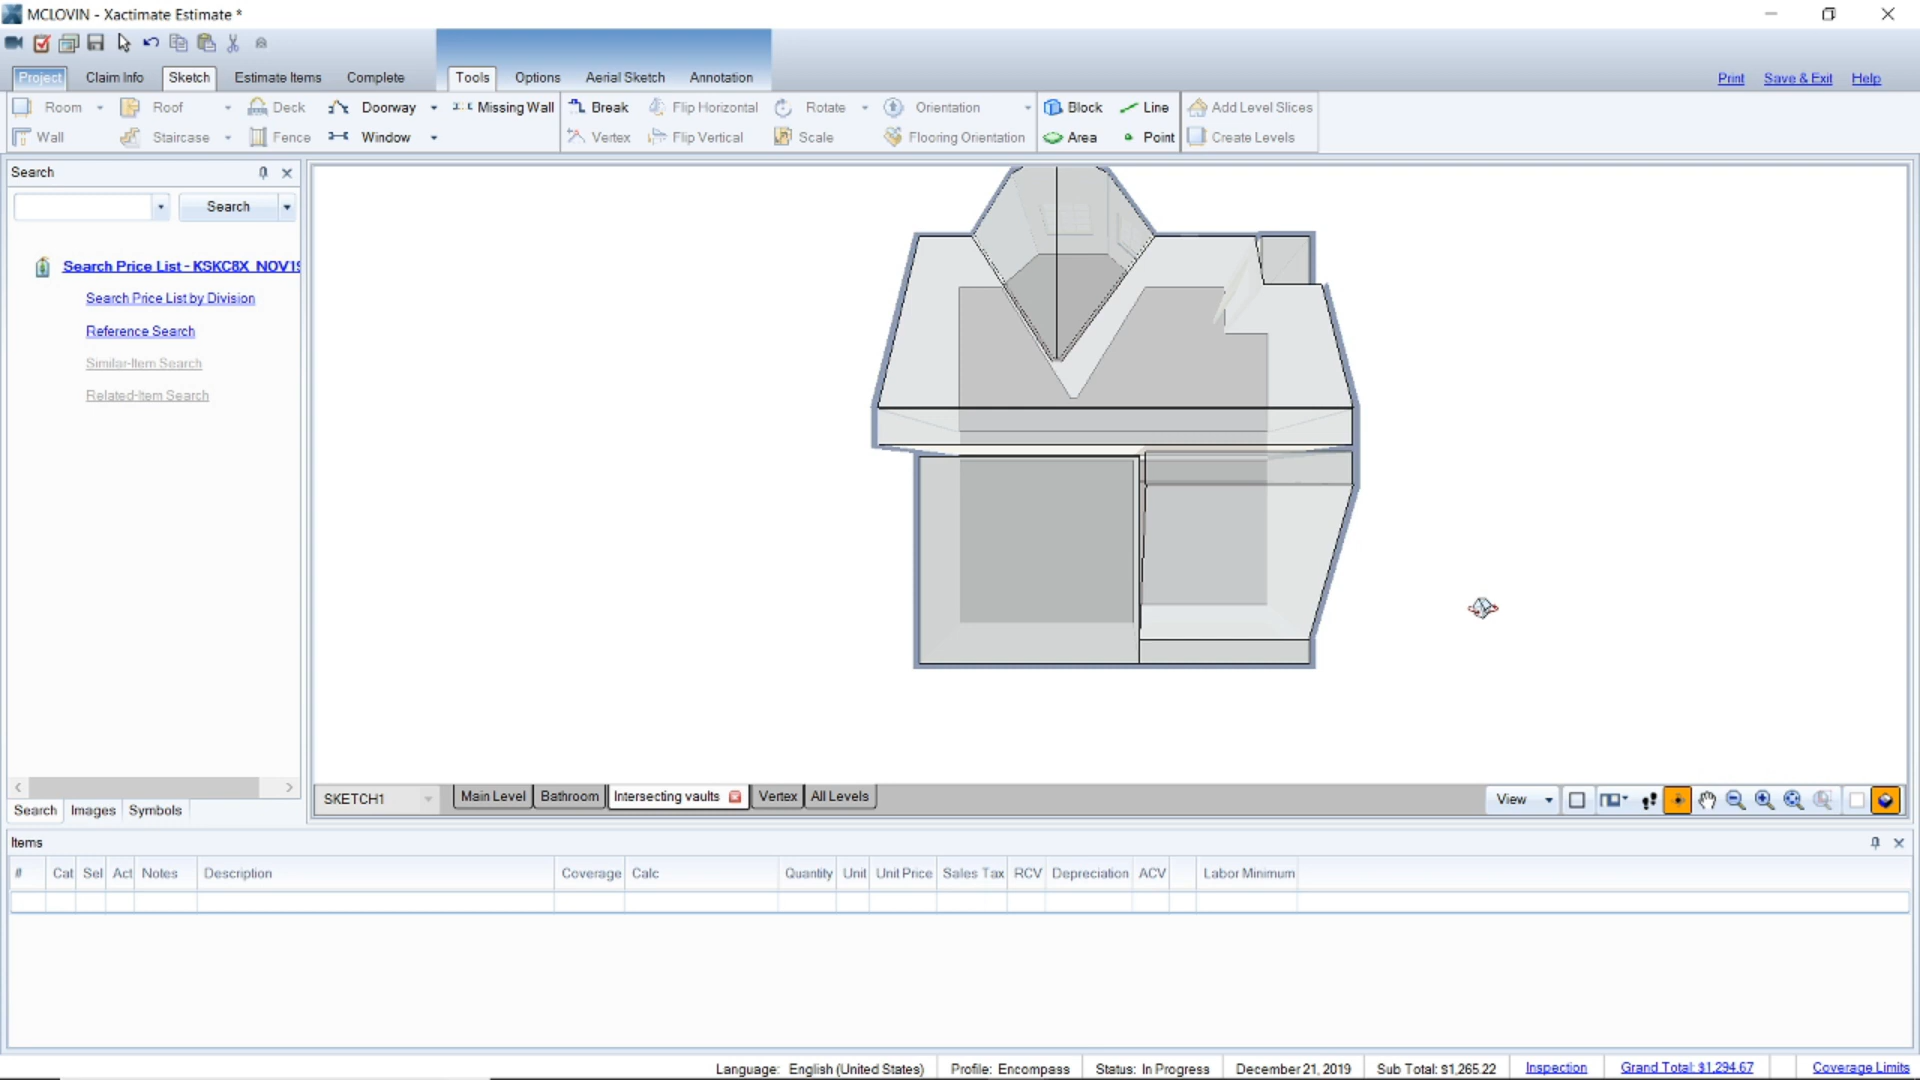 MCLOVIN - Xactimate Estimate *
Project Claim Info Sketch Estimate Items Complete Tools Options Aerial Sketch Annotation Print Save & Exit Help
Room Roof Deck Doorway Missing Wall Break Flip Horizontal Rotate Orientation Block Line Add Level Slices
Wall Staircase Fence Window Vertex Flip Vertical Scale Flooring Orientation Area Point Create Levels
Search
Search
Search Price List - KSKC8X_NOV19
Search Price List by Division
Reference Search
Similar-Item Search
Related-Item Search
SKETCH1 Main Level Bathroom Intersecting vaults Vertex All Levels View
Search Images Symbols
Items
# Cat Sel Act Notes Description Coverage Calc Quantity Unit Unit Price Sales Tax RCV Depreciation ACV Labor Minimum
Language: English (United States) Profile: Encompass Status: In Progress December 21, 2019 Sub Total: $1,265.22 Inspection Grand Total: $1,294.67 Coverage Limits